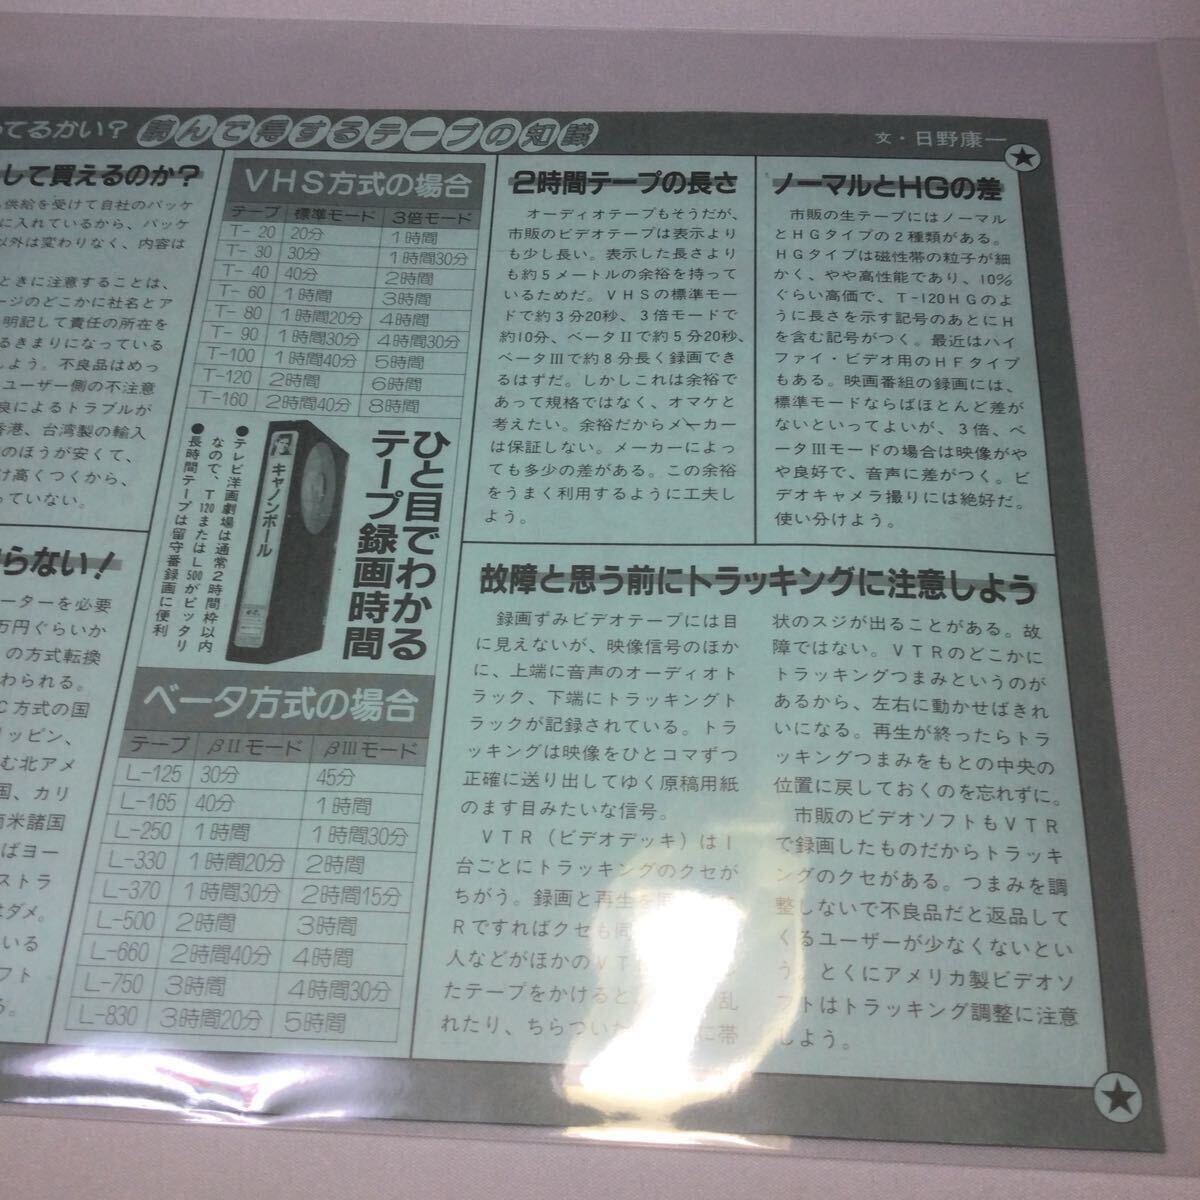 ってるかい? 読んで得するテープの知識
文・日野康一
して買えるのか?
供給を受けて自社のパッケ
に入れているから、パッケ
以外は変わりなく、内容は
ときに注意することは、
ージのどこかに社名とア
明記して責任の所在を
るきまりになっている
しよう。不良品はめっ
ユーザー側の不注意
良によるトラブルが
香港、台湾製の輸入
のほうが安くて、
け高くつくから、
っていない。
らない!
ーターを必要
万円ぐらいか
の方式転換
わられる。
C方式の国
リッピン、
む北アメ
国、カリ
南米諸国
ばヨー
ストラ
はダメ。
いる
フト
う。
VHS方式の場合
テープ 標準モード 3倍モード
T-20 20分 1時間
T-30 30分 1時間30分
T-40 40分 2時間
T-60 1時間 3時間
T-80 1時間20分 4時間
T-90 1時間30分 4時間30分
T-100 1時間40分 5時間
T-120 2時間 6時間
T-160 2時間40分 8時間
ひと目でわかる
テープ録画時間
キャノンボール
●テレビ洋画劇場は通常2時間枠以内
なので、T120またはL500がピッタリ
●長時間テープは留守番録画に便利
ベータ方式の場合
テープ βⅡモード βⅢモード
L-125 30分 45分
L-165 40分 1時間
L-250 1時間 1時間30分
L-330 1時間20分 2時間
L-370 1時間30分 2時間15分
L-500 2時間 3時間
L-660 2時間40分 4時間
L-750 3時間 4時間30分
L-830 3時間20分 5時間
2時間テープの長さ
オーディオテープもそうだが、
市販のビデオテープは表示より
も少し長い。表示した長さより
も約5メートルの余裕を持って
いるためだ。VHSの標準モー
ドで約3分20秒、3倍モードで
約10分、ベータⅡで約5分20秒、
ベータⅢで約8分長く録画でき
るはずだ。しかしこれは余裕で
あって規格ではなく、オマケと
考えたい。余裕だからメーカー
は保証しない。メーカーによっ
ても多少の差がある。この余裕
をうまく利用するように工夫し
よう。
ノーマルとHGの差
市販の生テープにはノーマル
とHGタイプの2種類がある。
HGタイプは磁性帯の粒子が細
かく、やや高性能であり、10%
ぐらい高価で、T-120HGのよ
うに長さを示す記号のあとにH
を含む記号がつく。最近はハイ
ファイ・ビデオ用のHFタイプ
もある。映画番組の録画には、
標準モードならばほとんど差が
ないといってよいが、3倍、ベ
ータⅢモードの場合は映像がや
や良好で、音声に差がつく。ビ
デオキャメラ撮りには絶好だ。
使い分けよう。
故障と思う前にトラッキングに注意しよう
録画ずみビデオテープには目
に見えないが、映像信号のほか
に、上端に音声のオーディオト
ラック、下端にトラッキングト
ラックが記録されている。トラ
ッキングは映像をひとコマずつ
正確に送り出してゆく原稿用紙
のます目みたいな信号。
VTR(ビデオデッキ)は1
台ごとにトラッキングのクセが
ちがう。録画と再生を同
Rですればクセも同
人などがほかのVT
たテープをかけると、 乱
れたり、ちらついた に帯
状のスジが出ることがある。故
障ではない。VTRのどこかに
トラッキングつまみというのが
あるから、左右に動かせばきれ
いになる。再生が終ったらトラ
ッキングつまみをもとの中央の
位置に戻しておくのを忘れずに。
市販のビデオソフトもVTR
で録画したものだからトラッキ
ングのクセがある。つまみを調
整しないで不良品だと返品して
くるユーザーが少なくないとい
う。とくにアメリカ製ビデオソ
フトはトラッキング調整に注意
しよう。